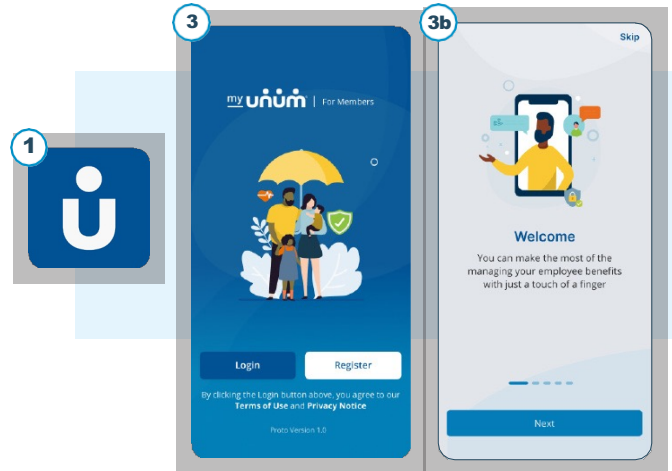 1
3
my unum | For Members
Login
Register
By clicking the Login button above, you agree to our
Terms of Use and Privacy Notice
Proto Version 1.0
3b
Skip
Welcome
You can make the most of the
managing your employee benefits
with just a touch of a finger
Next